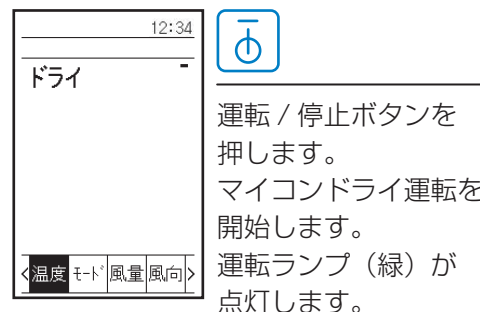 12:34
ドライ
-
<温度 ﾓｰﾄﾞ 風量 風向>
運転 / 停止ボタンを
押します。
マイコンドライ運転を
開始します。
運転ランプ（緑）が
点灯します。